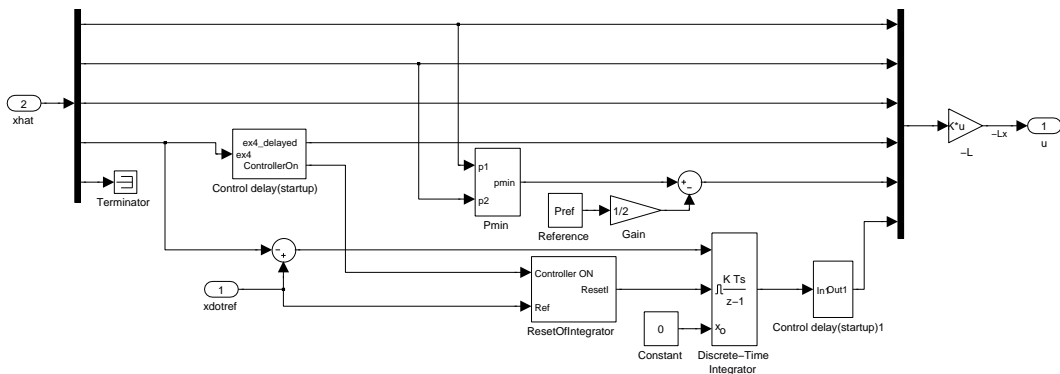 2
xhat
ex4_delayed
ex4
ControllerOn
Control delay(startup)
Terminator
p1
pmin
p2
Pmin
+
−
Pref
Reference
1/2
Gain
K*u
−L
−Lx
1
u
−
+
1
xdotref
Controller ON
ResetI
Ref
ResetOfIntegrator
0
Constant
K Ts
z−1
xo
Discrete−Time
Integrator
In1
Out1
Control delay(startup)1